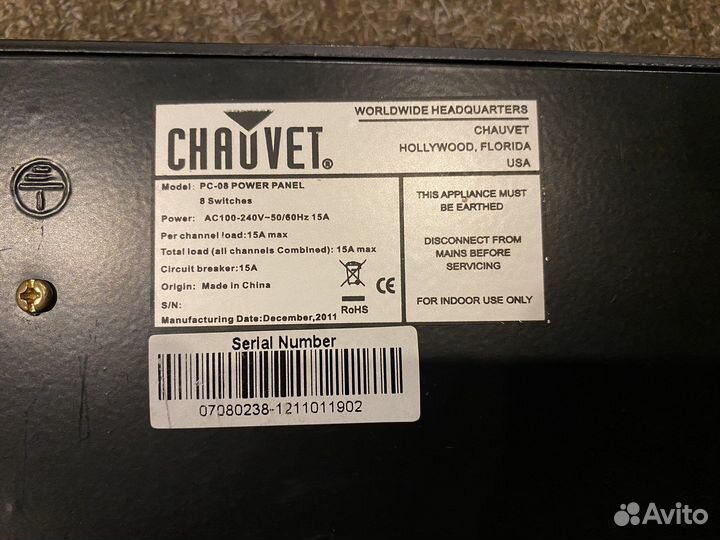 CHAUVET®
WORLDWIDE HEADQUARTERS
CHAUVET
HOLLYWOOD, FLORIDA
USA
Model: PC-08 POWER PANEL
8 Switches
Power: AC100-240V~50/60Hz 15A
Per channel load:15A max
Total load (all channels Combined): 15A max
Circuit breaker:15A
Origin: Made in China
S/N:
Manufacturing Date:December,2011
CE
RoHS
THIS APPLIANCE MUST
BE EARTHED
DISCONNECT FROM
MAINS BEFORE
SERVICING
FOR INDOOR USE ONLY
Serial Number
07080238-1211011902
Avito